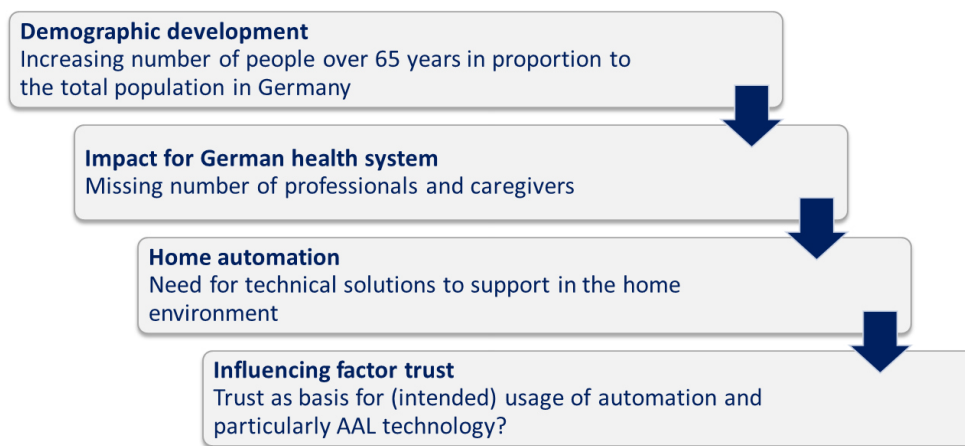 Demographic development
Increasing number of people over 65 years in proportion to
the total population in Germany
Impact for German health system
Missing number of professionals and caregivers
Home automation
Need for technical solutions to support in the home
environment
Influencing factor trust
Trust as basis for (intended) usage of automation and
particularly AAL technology?